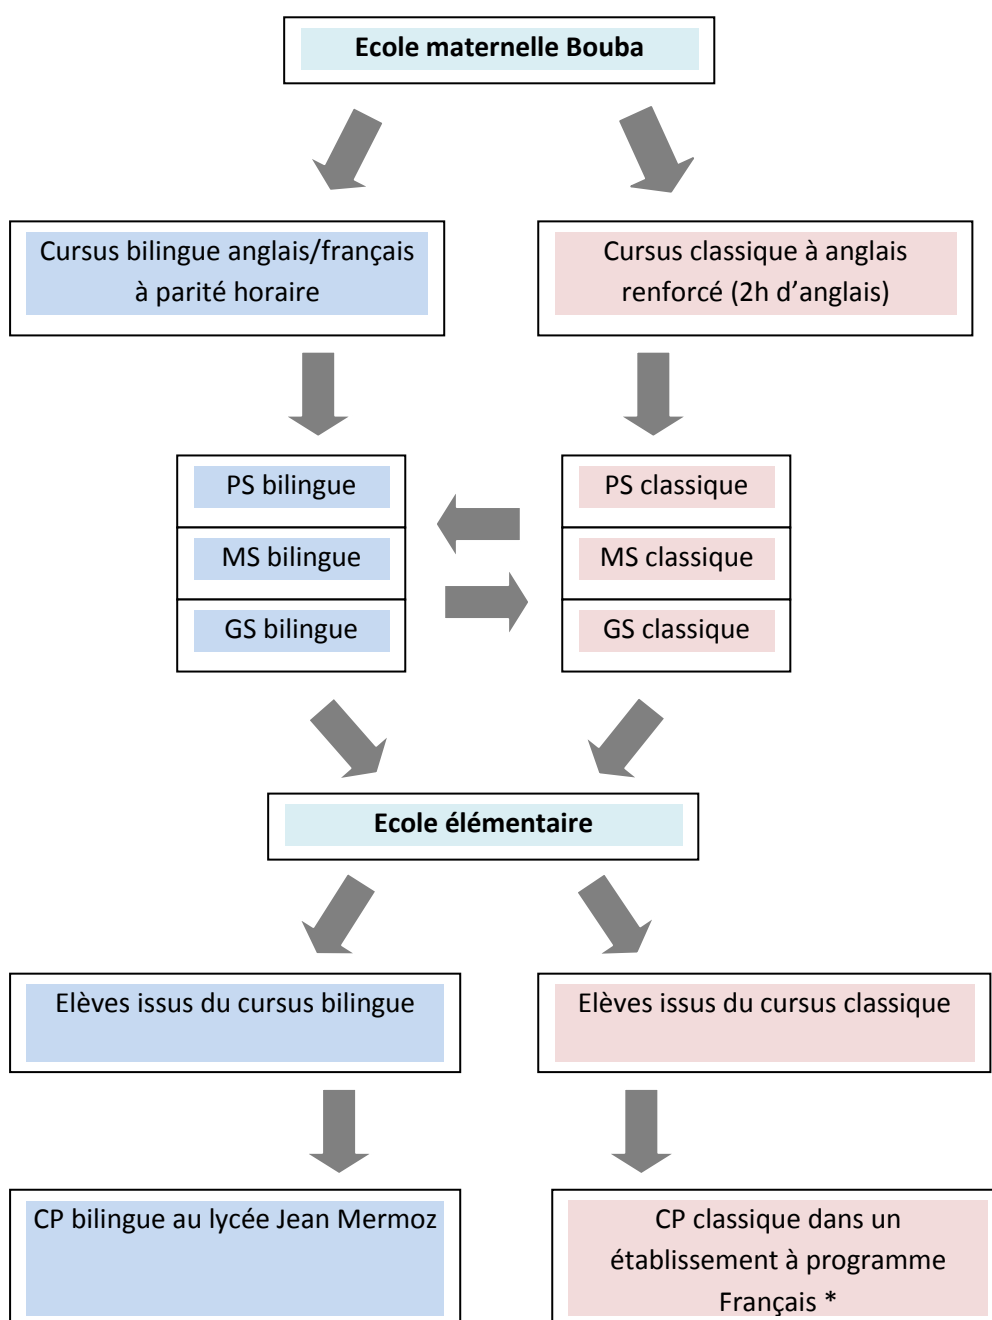 Ecole maternelle Bouba
Cursus bilingue anglais/français
à parité horaire
Cursus classique à anglais
renforcé (2h d’anglais)
PS bilingue
MS bilingue
GS bilingue
PS classique
MS classique
GS classique
Ecole élémentaire
Elèves issus du cursus bilingue
Elèves issus du cursus classique
CP bilingue au lycée Jean Mermoz
CP classique dans un
établissement à programme
Français *